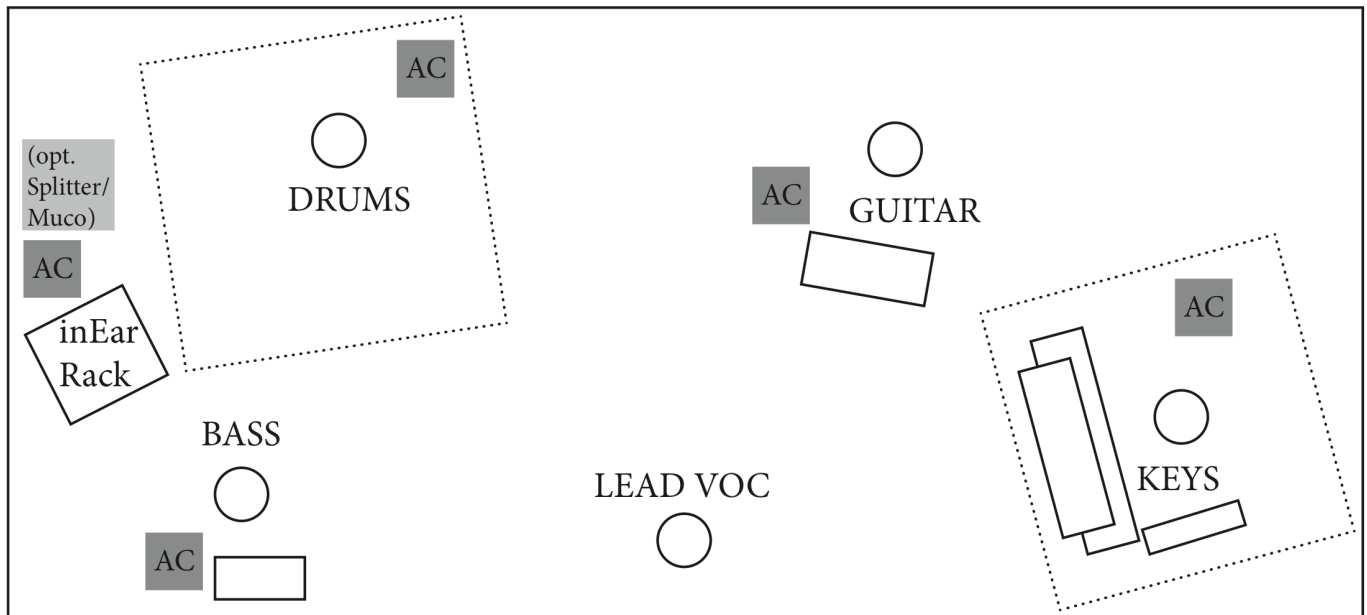 AC
(opt.
Splitter/
Muco)
DRUMS
AC
GUITAR
AC
AC
inEar
Rack
BASS
LEAD VOC
KEYS
AC